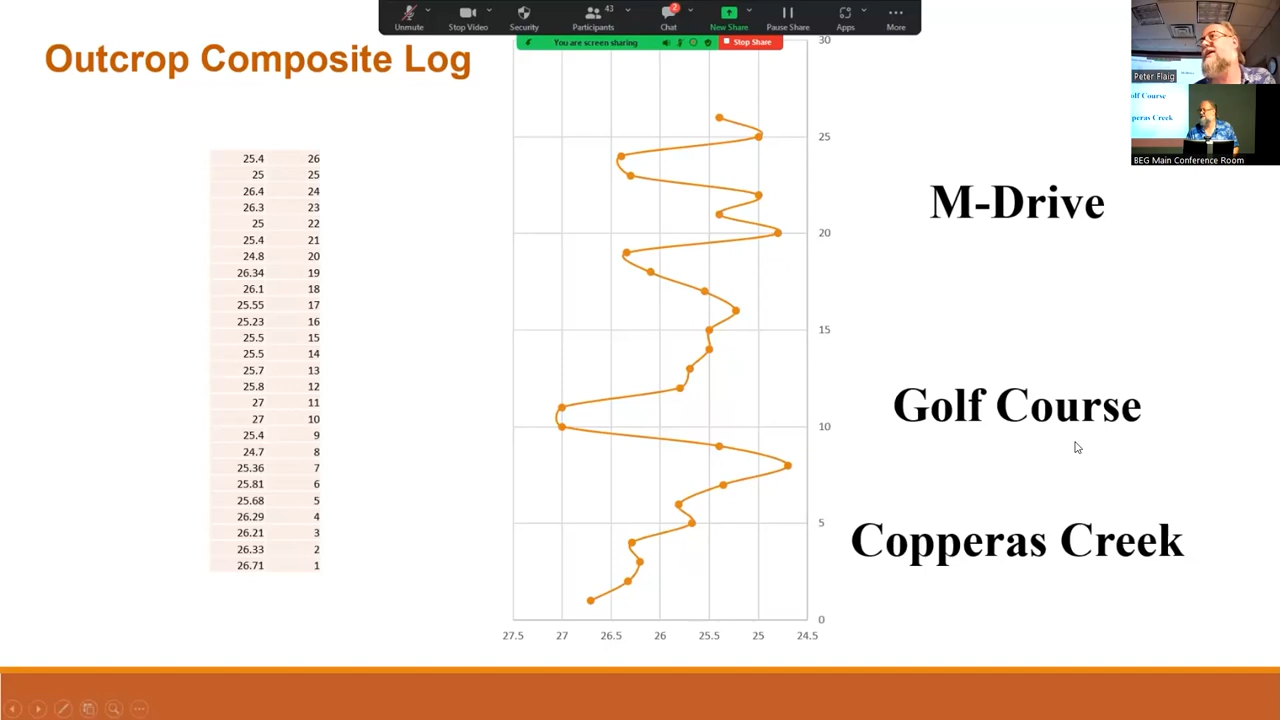 Unmute
Stop Video
Security
Participants
43
Chat
2
New Share
Pause Share
Apps
More
You are screen sharing
Stop Share
Outcrop Composite Log
25.4 26
25 25
26.4 24
26.3 23
25 22
25.4 21
24.8 20
26.34 19
26.1 18
25.55 17
25.23 16
25.5 15
25.5 14
25.7 13
25.8 12
27 11
27 10
25.4 9
24.7 8
25.36 7
25.81 6
25.68 5
26.29 4
26.21 3
26.33 2
26.71 1
30
25
20
15
10
5
0
27.5 27 26.5 26 25.5 25 24.5
M-Drive
Golf Course
Copperas Creek
Peter Flaig
olf Course
peras Creek
BEG Main Conference Room